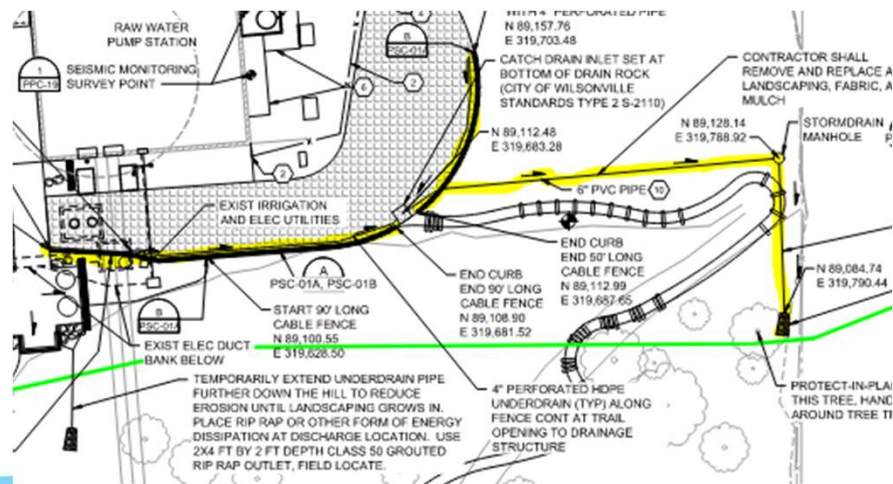 RAW WATER
PUMP STATION
1
PPC-19
SEISMIC MONITORING
SURVEY POINT
B
PSC-01A
2
6
2
2
WITH 4" PERFORATED PIPE
N 89,157.76
E 319,703.48
CATCH DRAIN INLET SET AT
BOTTOM OF DRAIN ROCK
(CITY OF WILSONVILLE
STANDARDS TYPE 2 S-2110)
N 89,112.48
E 319,683.28
CONTRACTOR SHALL
REMOVE AND REPLACE A
LANDSCAPING, FABRIC, A
MULCH
N 89,128.14
E 319,788.92
STORMDRAIN
MANHOLE
6" PVC PIPE
10
EXIST IRRIGATION
AND ELEC UTILITIES
A
PSC-01A, PSC-01B
END CURB
END 90' LONG
CABLE FENCE
N 89,108.90
E 319,681.52
END CURB
END 50' LONG
CABLE FENCE
N 89,112.99
E 319,687.65
N 89,084.74
E 319,790.44
B
PSC-01A
START 90' LONG
CABLE FENCE
N 89,100.55
E 319,628.50
EXIST ELEC DUCT
BANK BELOW
TEMPORARILY EXTEND UNDERDRAIN PIPE
FURTHER DOWN THE HILL TO REDUCE
EROSION UNTIL LANDSCAPING GROWS IN.
PLACE RIP RAP OR OTHER FORM OF ENERGY
DISSIPATION AT DISCHARGE LOCATION. USE
2X4 FT BY 2 FT DEPTH CLASS 50 GROUTED
RIP RAP OUTLET, FIELD LOCATE.
4" PERFORATED HDPE
UNDERDRAIN (TYP) ALONG
FENCE CONT AT TRAIL
OPENING TO DRAINAGE
STRUCTURE
PROTECT-IN-PLA
THIS TREE, HAND
AROUND TREE T